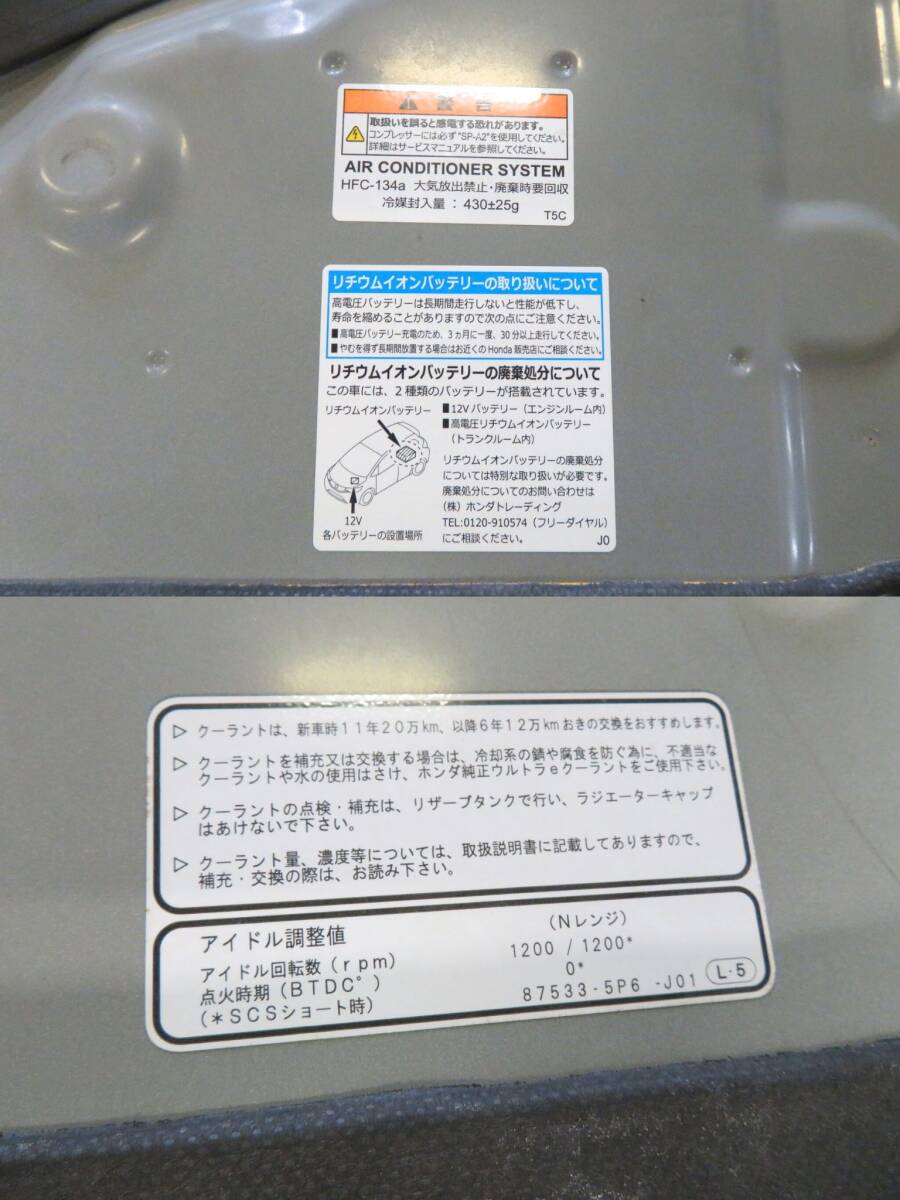 警告
取扱いを誤ると感電する恐れがあります。
コンプレッサーには必ず"SP-A2"を使用してください。
詳細はサービスマニュアルを参照してください。
AIR CONDITIONER SYSTEM
HFC-134a 大気放出禁止・廃棄時要回収
冷媒封入量 : 430±25g
T5C
リチウムイオンバッテリーの取り扱いについて
高電圧バッテリーは長期間走行しないと性能が低下し、
寿命を縮めることがありますので次の点にご注意ください。
■高電圧バッテリー充電のため、3ヵ月に一度、30分以上走行してください。
■やむを得ず長期間放置する場合はお近くのHonda販売店にご相談ください。
リチウムイオンバッテリーの廃棄処分について
この車には、2種類のバッテリーが搭載されています。
リチウムイオンバッテリー
12V
各バッテリーの設置場所
■12Vバッテリー（エンジンルーム内）
■高電圧リチウムイオンバッテリー
（トランクルーム内）
リチウムイオンバッテリーの廃棄処分
については特別な取り扱いが必要です。
廃棄処分についてのお問い合わせは
（株）ホンダトレーディング
TEL:0120-910574（フリーダイヤル）
にご相談ください。
J0
▷ クーラントは、新車時11年20万km、以降6年12万kmおきの交換をおすすめします。
▷ クーラントを補充又は交換する場合は、冷却系の錆や腐食を防ぐ為に、不適当な
クーラントや水の使用はさけ、ホンダ純正ウルトラeクーラントをご使用下さい。
▷ クーラントの点検・補充は、リザーブタンクで行い、ラジエーターキャップ
はあけないで下さい。
▷ クーラント量、濃度等については、取扱説明書に記載してありますので、
補充・交換の際は、お読み下さい。
アイドル調整値 (Nレンジ)
アイドル回転数(rpm) 1200 / 1200*
点火時期(BTDC°) 0*
(*SCSショート時) 87533-5P6 -J01 L・5